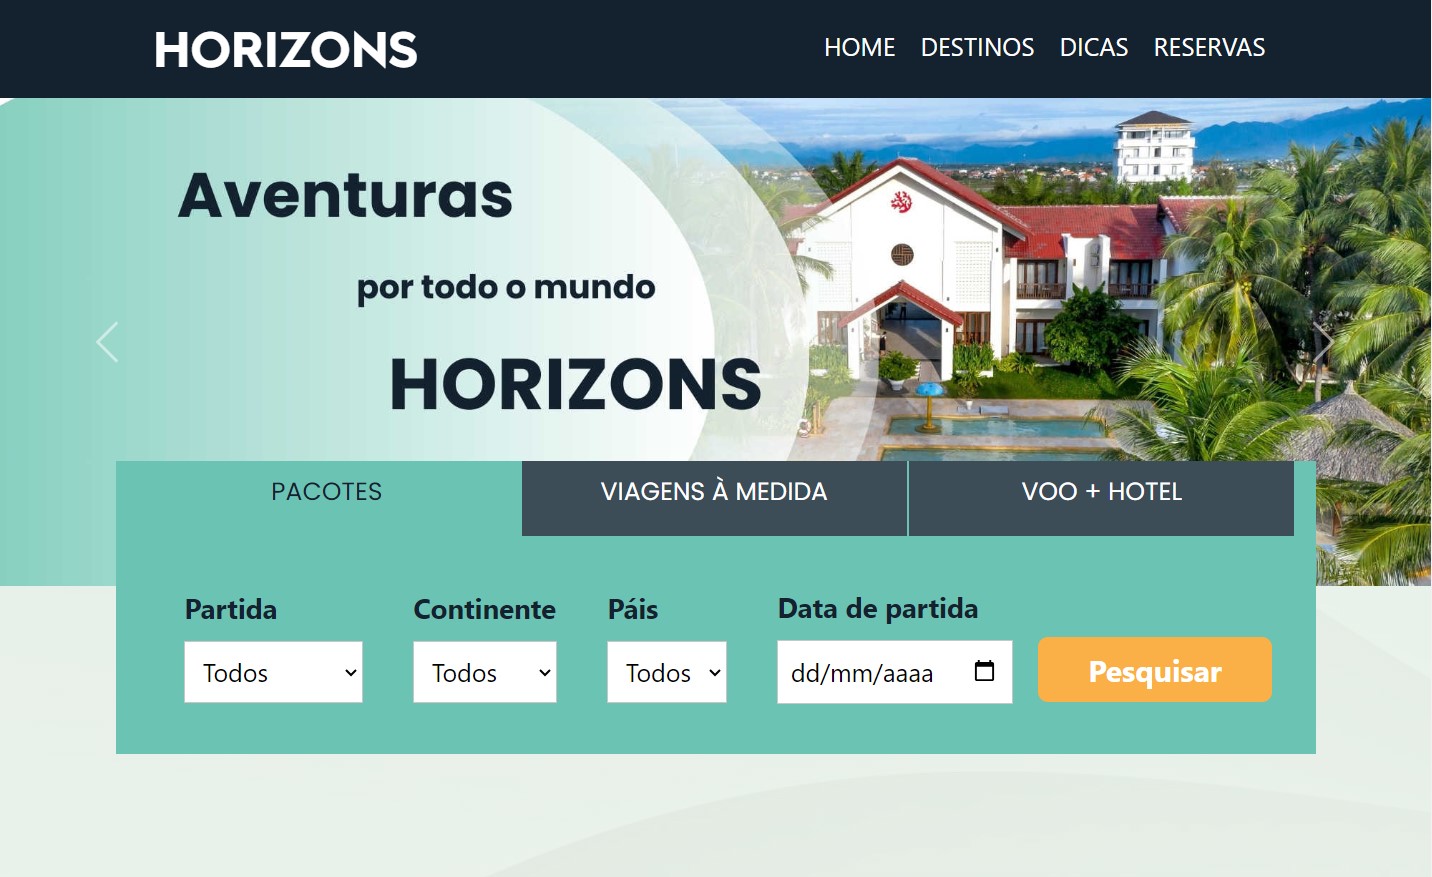 HORIZONS
HOME DESTINOS DICAS RESERVAS
Aventuras
por todo o mundo
HORIZONS
PACOTES
VIAGENS À MEDIDA
VOO + HOTEL
Partida
Continente
Páis
Data de partida
Todos
Todos
Todos
dd/mm/aaaa
Pesquisar